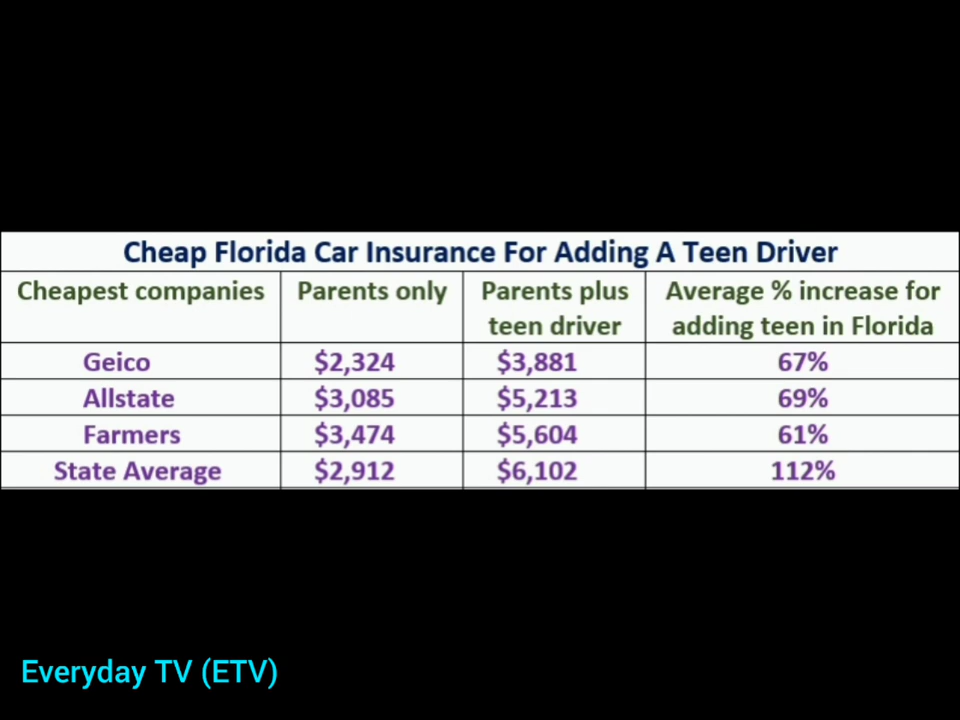 Cheap Florida Car Insurance For Adding A Teen Driver
Cheapest companies Parents only Parents plus teen driver Average % increase for adding teen in Florida
Geico $2,324 $3,881 67%
Allstate $3,085 $5,213 69%
Farmers $3,474 $5,604 61%
State Average $2,912 $6,102 112%
Everyday TV (ETV)